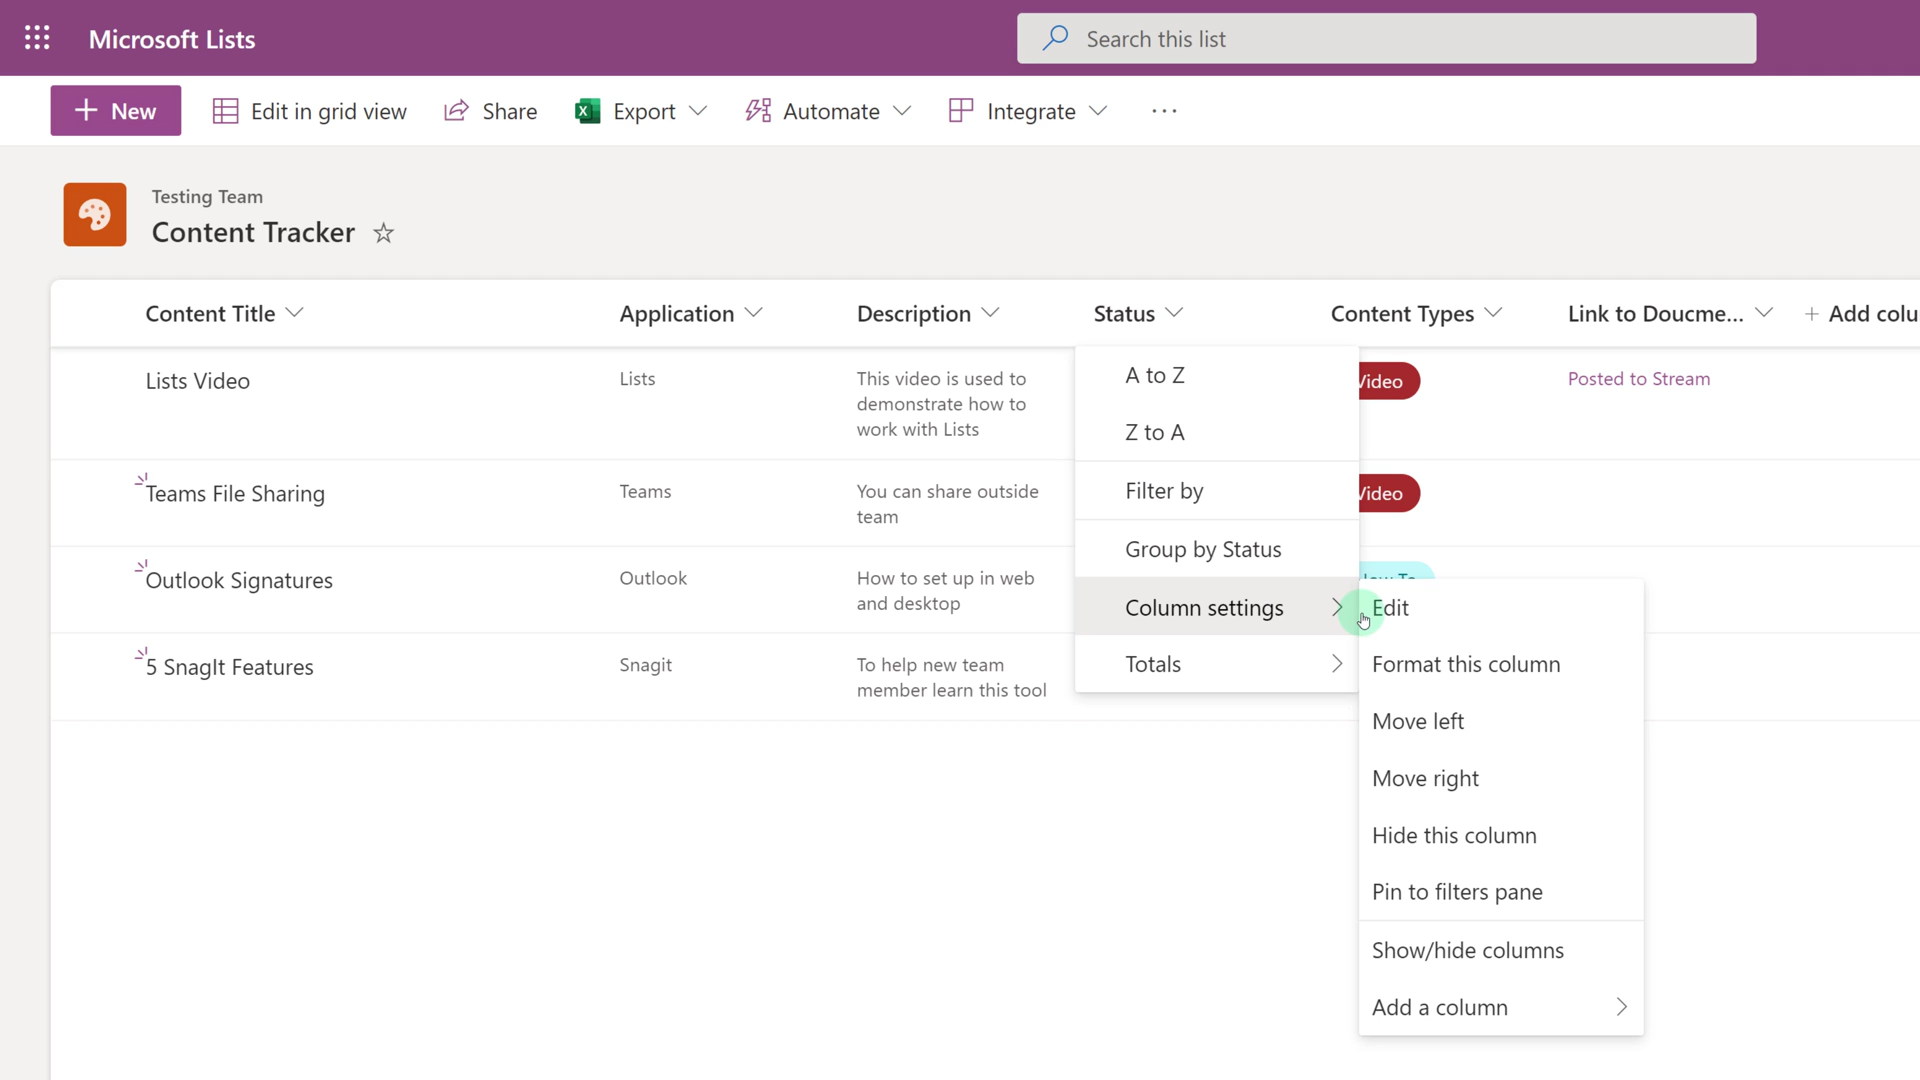 Microsoft Lists
Search this list
New
Edit in grid view
Share
Export
Automate
Integrate
Testing Team
Content Tracker
Content Title
Application
Description
Status
Content Types
Link to Doucme...
+ Add colu
Lists Video
Lists
This video is used to
demonstrate how to
work with Lists
Video
Posted to Stream
Teams File Sharing
Teams
You can share outside
team
Video
Outlook Signatures
Outlook
How to set up in web
and desktop
5 SnagIt Features
Snagit
To help new team
member learn this tool
A to Z
Z to A
Filter by
Group by Status
Column settings
Totals
Edit
Format this column
Move left
Move right
Hide this column
Pin to filters pane
Show/hide columns
Add a column